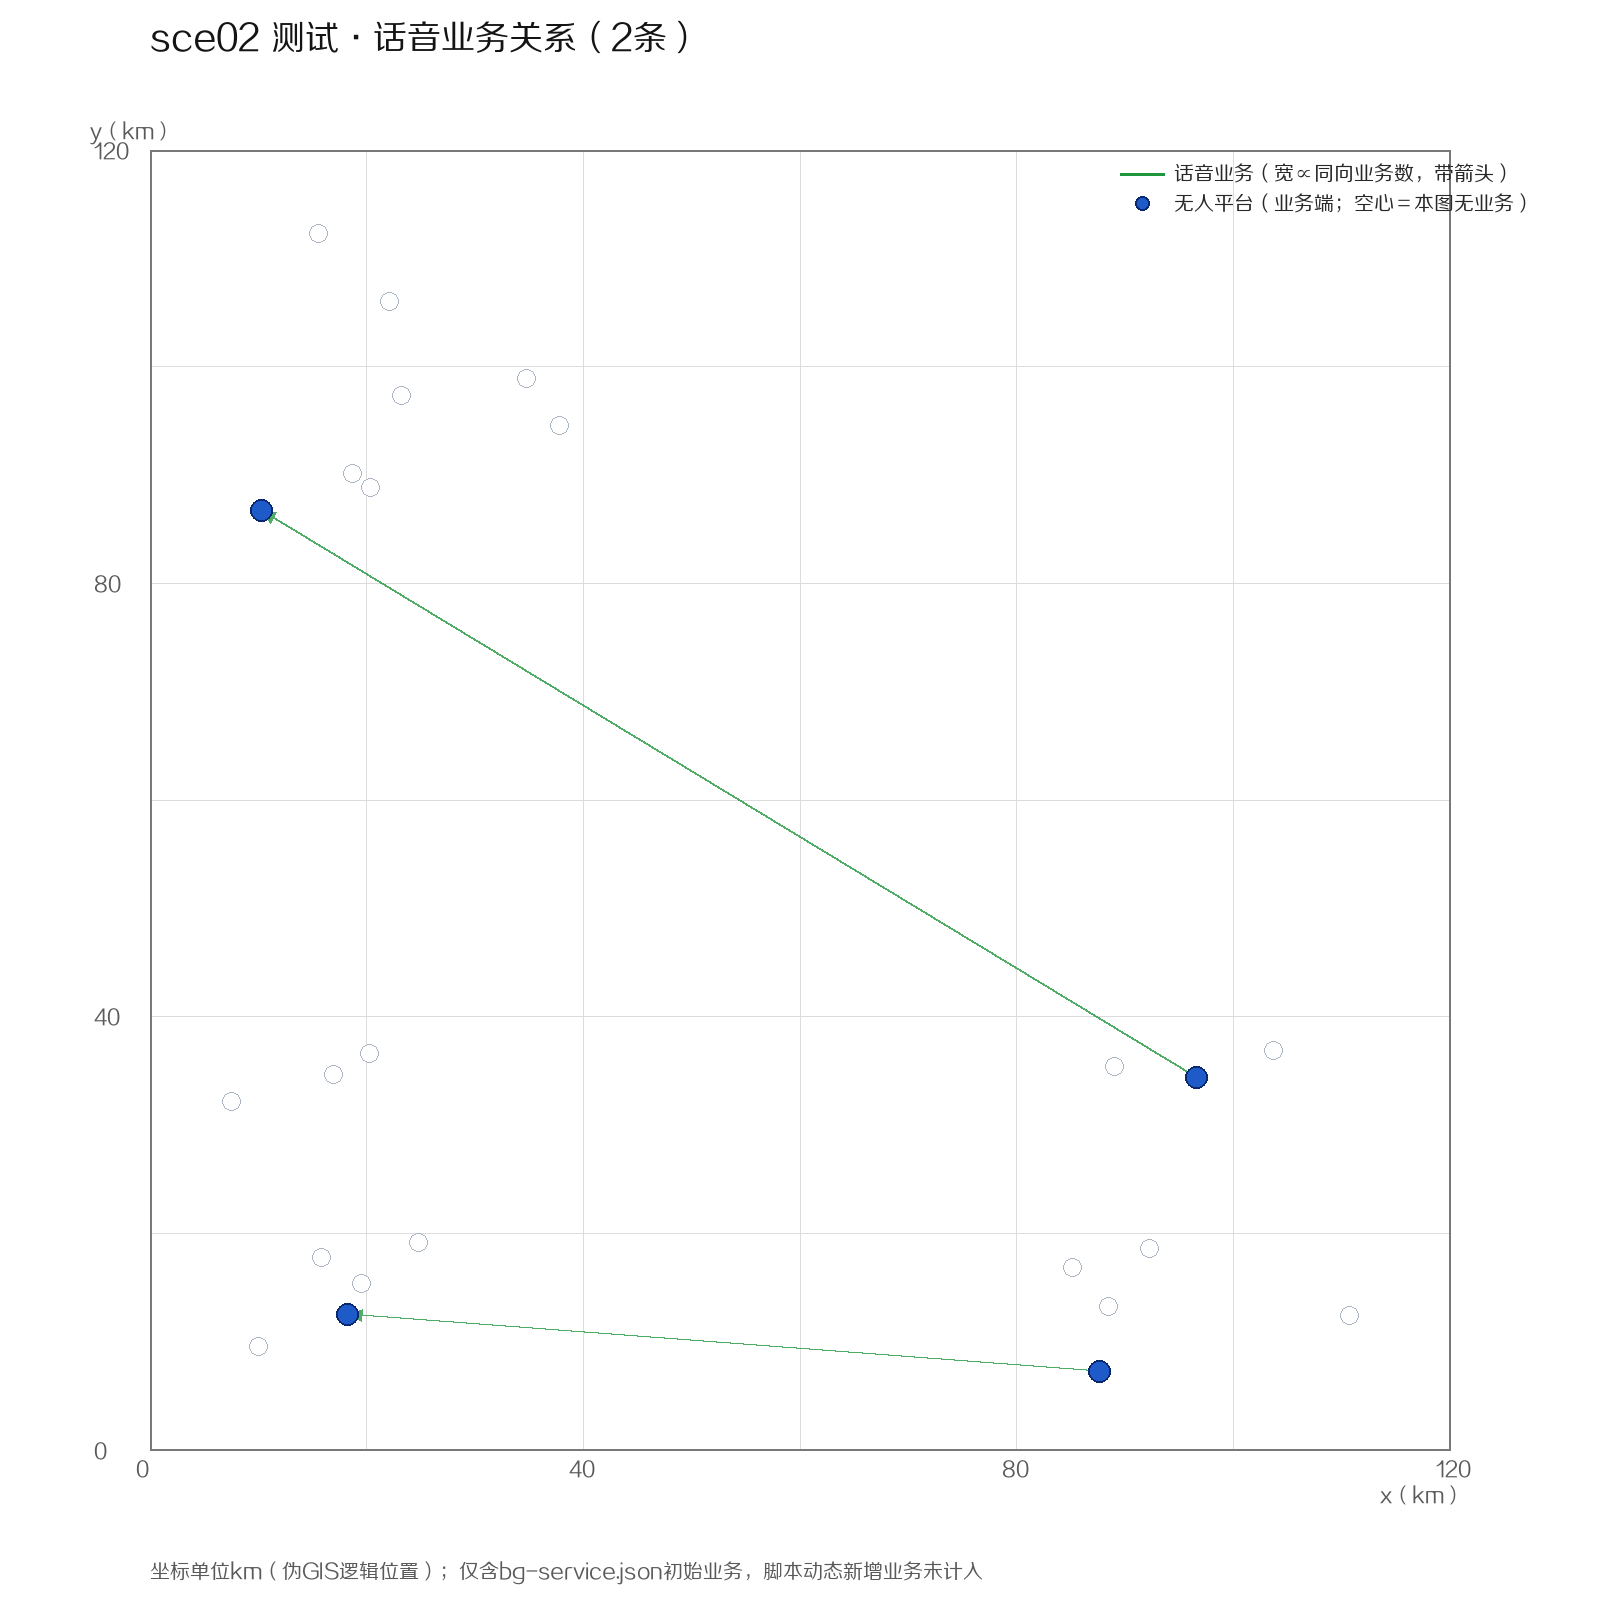 sce02 测试·话音业务关系（2条）
y（km）
120
话音业务（宽∝同向业务数，带箭头）
无人平台（业务端；空心＝本图无业务）
80
40
0
0
40
80
120
x（km）
坐标单位km（伪GIS逻辑位置）；仅含bg-service.json初始业务，脚本动态新增业务未计入